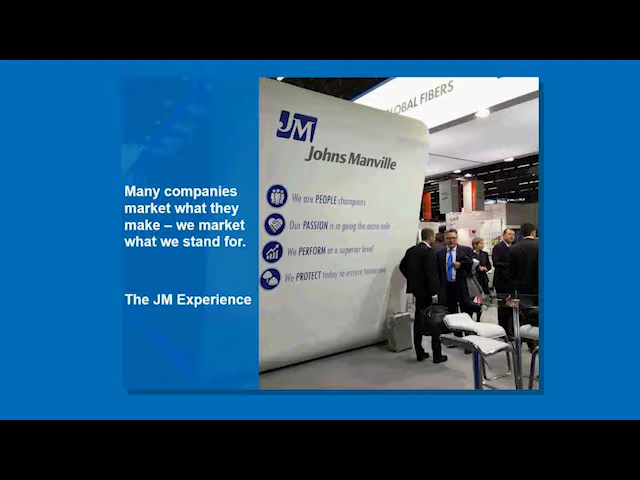 Many companies
market what they
make – we market
what we stand for.
The JM Experience
GLOBAL FIBERS
JM
Johns Manville
We are PEOPLE champions
Our PASSION is in going the extra mile
We PERFORM at a superior level
We PROTECT today to ensure tomorrow